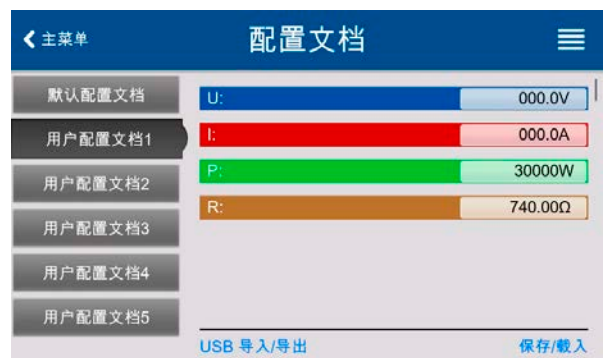 主菜单 配置文档
默认配置文档
用户配置文档1
用户配置文档2
用户配置文档3
用户配置文档4
用户配置文档5
U: 000.0V
I: 000.0A
P: 30000W
R: 740.00Ω
USB 导入/导出 保存/载入